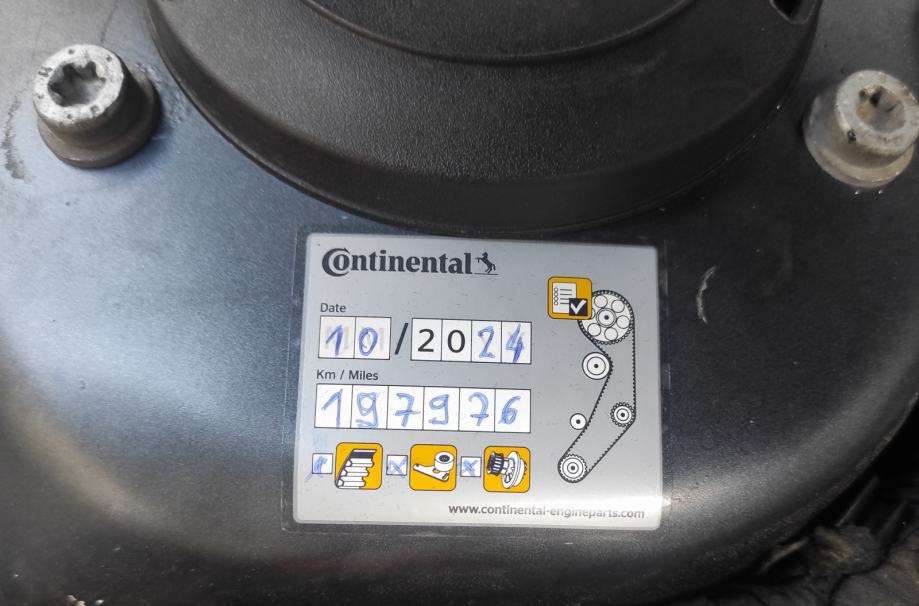 Continental
Date
10/2024
Km / Miles
197976
www.continental-engineparts.com